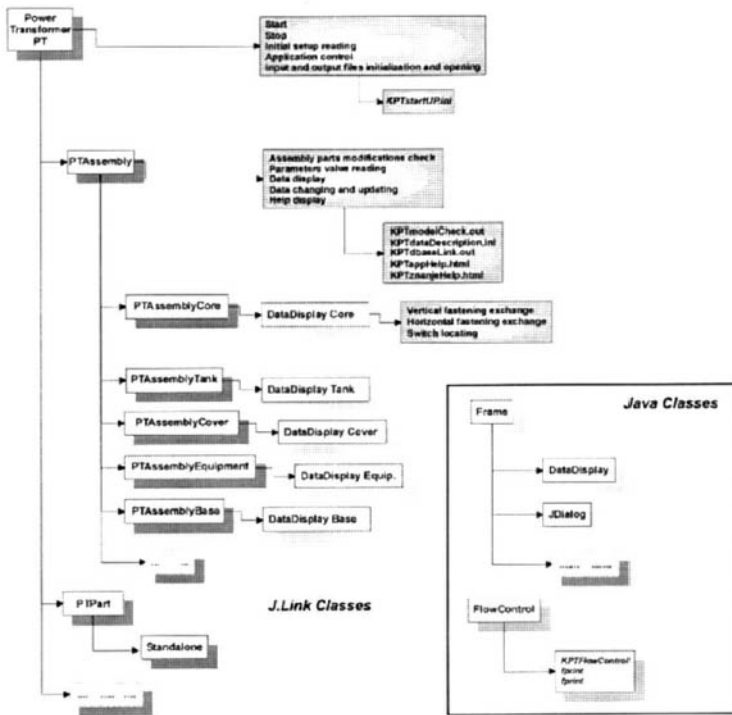 Power
Transformer
PT
Start
Stop
Initial setup reading
Application control
Input and output files initialization and opening
KPTstartUP.ini
PTAssembly
Assembly parts modifications check
Parameters value reading
Data display
Data changing and updating
Help display
KPTmodelCheck.out
KPTdataDescription.ini
KPTdbaseLink.out
KPTappHelp.html
KPTznanjeHelp.html
PTAssemblyCore
DataDisplay Core
Vertical fastening exchange
Horizontal fastening exchange
Switch locating
PTAssemblyTank
DataDisplay Tank
PTAssemblyCover
DataDisplay Cover
PTAssemblyEquipment
DataDisplay Equip.
PTAssemblyBase
DataDisplay Base
PTPart
Standalone
J.Link Classes
Java Classes
Frame
DataDisplay
JDialog
FlowControl
KPTFlowControl
fprint
fprint